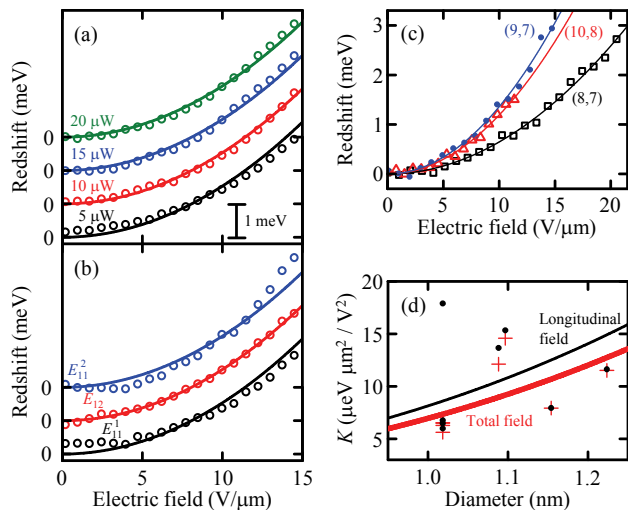 (a)
Redshift (meV)
20 μW
0
15 μW
0
10 μW
0
5 μW
0
1 meV
(b)
Redshift (meV)
E₁₁²
0
E₁₂
0
E₁₁¹
0
0 5 10 15
Electric field (V/μm)
(c)
Redshift (meV)
3
2
1
0
(9,7)
(10,8)
(8,7)
0 5 10 15 20
Electric field (V/μm)
(d)
K (μeV μm² / V²)
20
15
10
5
Longitudinal
field
Total field
1.0 1.1 1.2
Diameter (nm)